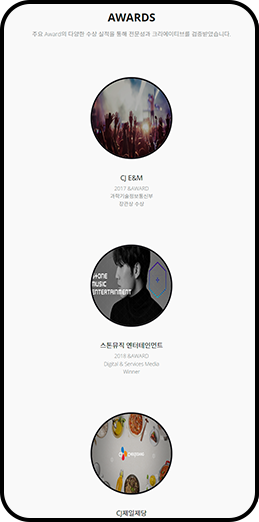 AWARDS
주요 Award의 다양한 수상 실적을 통해 전문성과 크리에이티브를 검증받았습니다.
CJ E&M
2017 &AWARD
과학기술정보통신부
장관상 수상
MUSIC
ENTERTAINMENT
스톤뮤직 엔터테인먼트
2018 &AWARD
Digital & Services Media
Winner
CJ제일제당